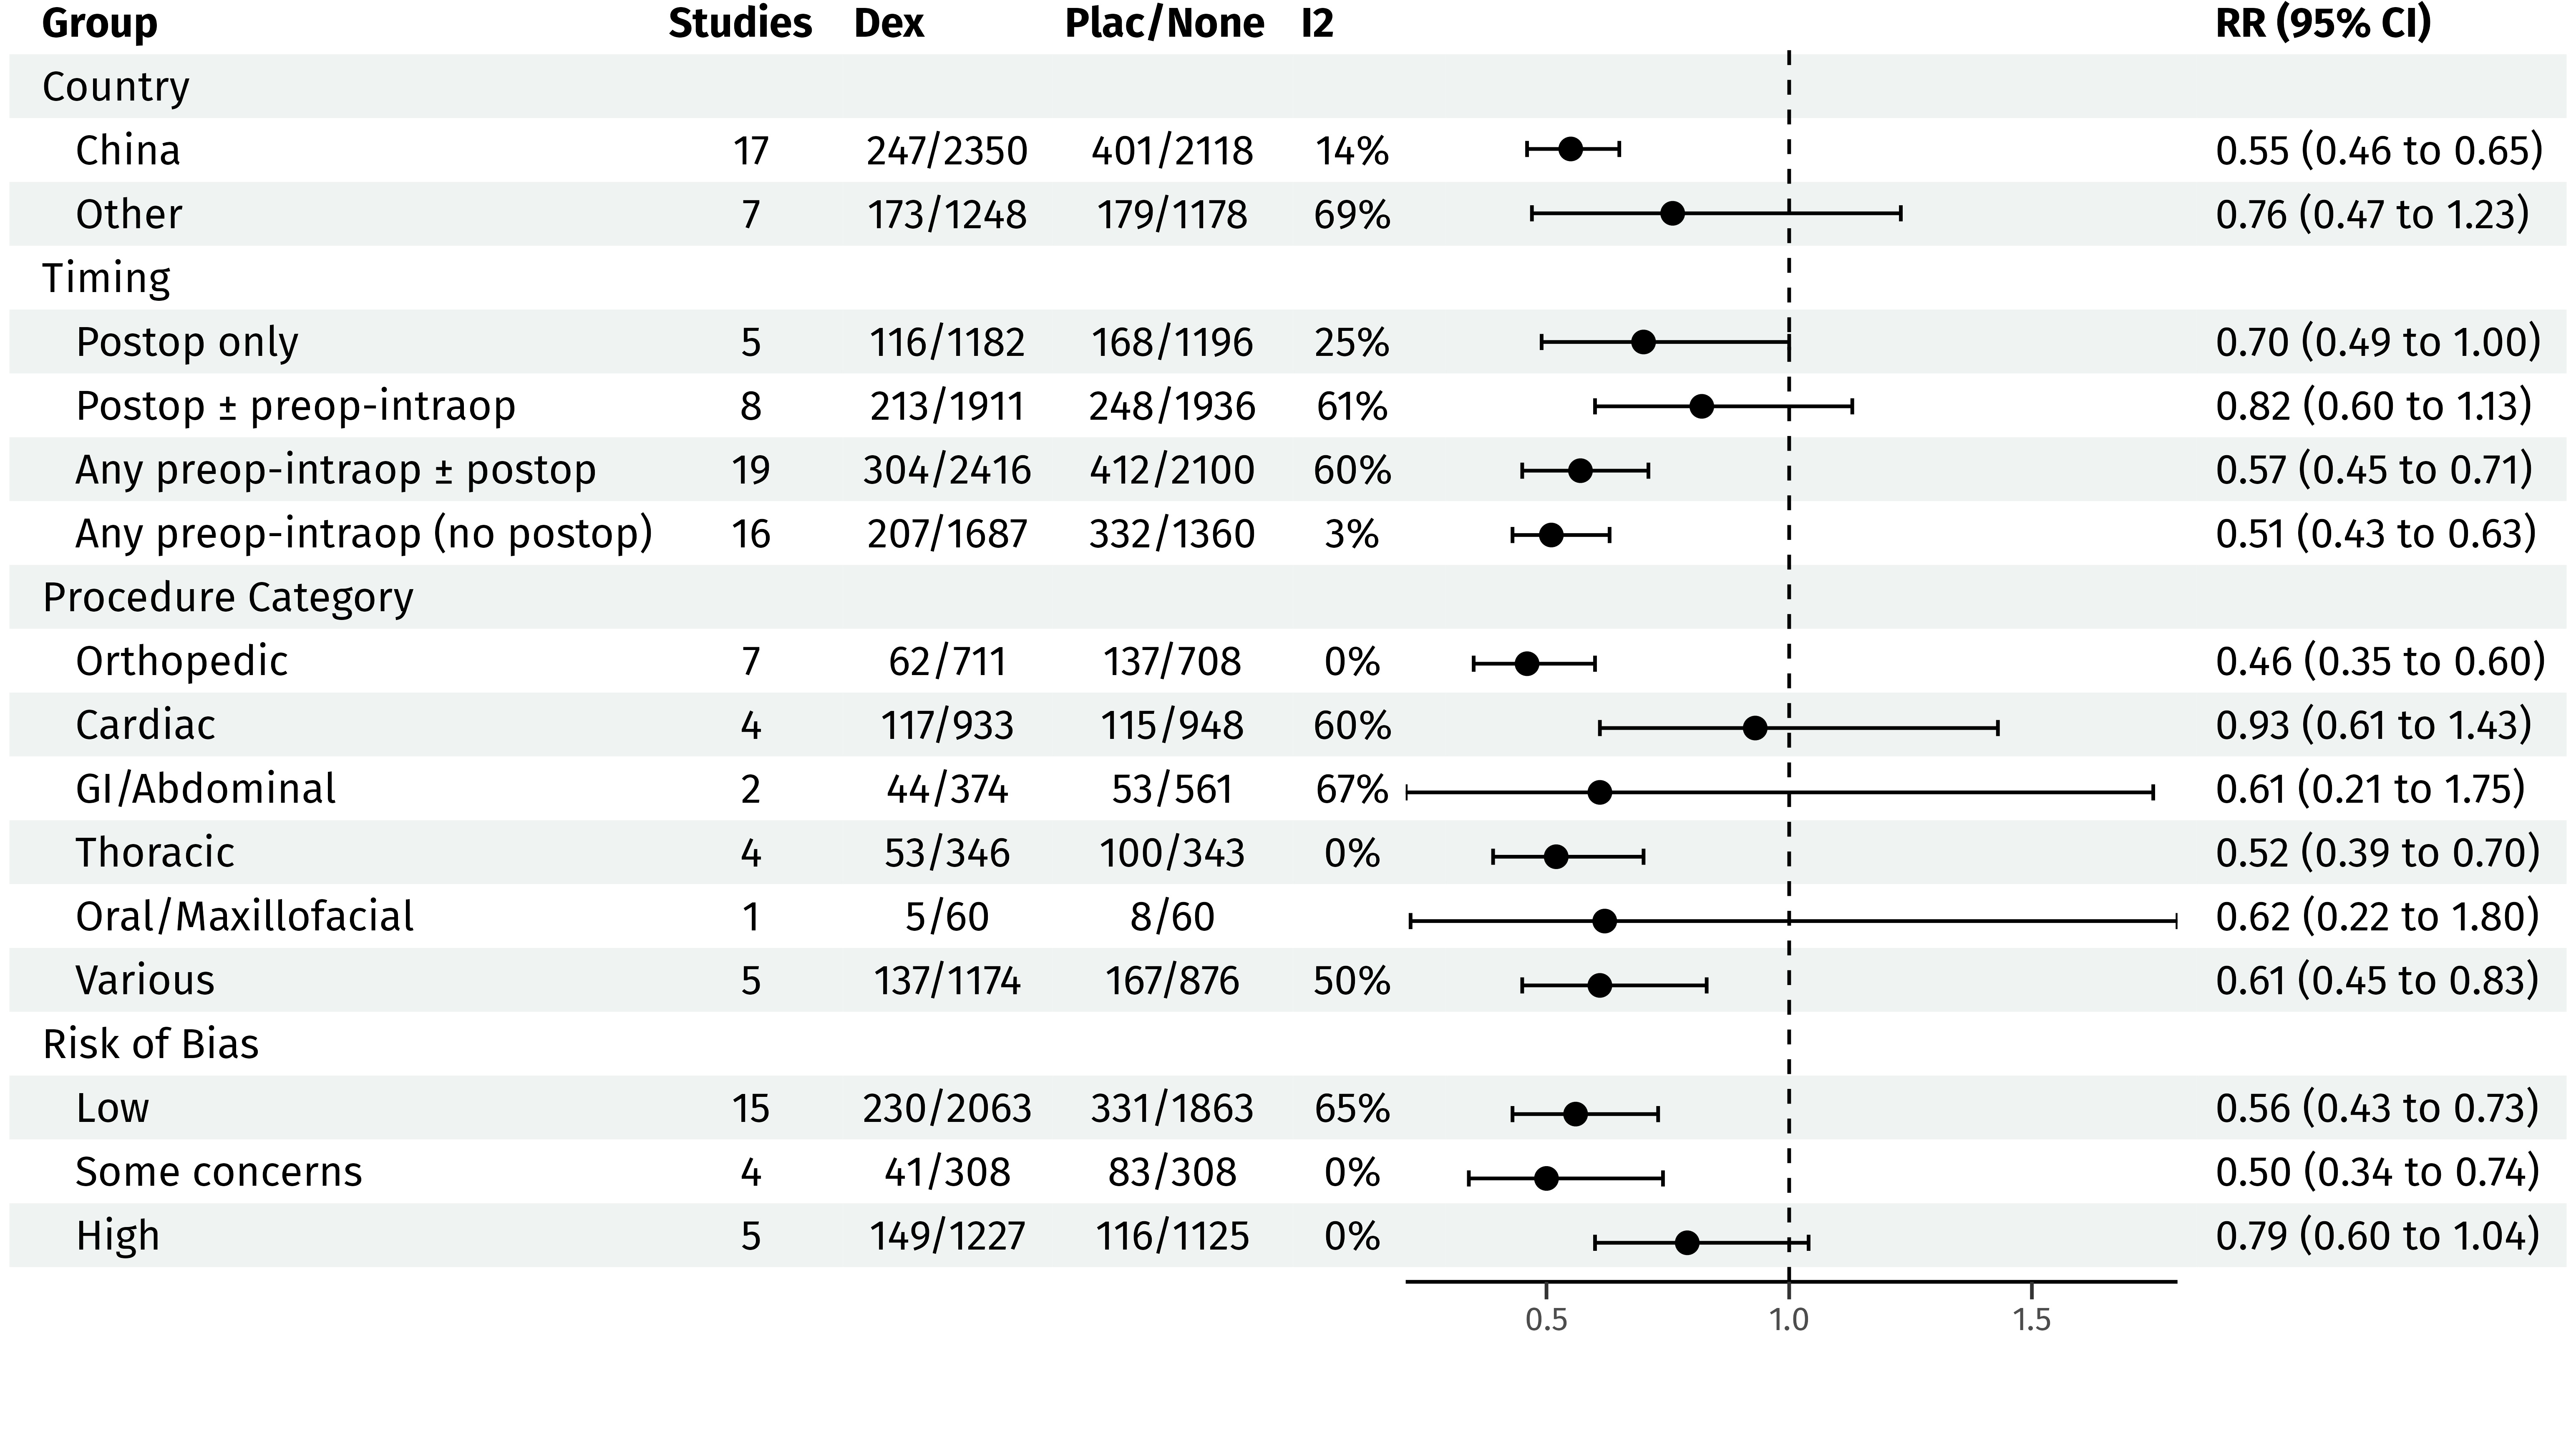 Group Studies Dex Plac/None I2 RR (95% CI)
Country
China 17 247/2350 401/2118 14% 0.55 (0.46 to 0.65)
Other 7 173/1248 179/1178 69% 0.76 (0.47 to 1.23)
Timing
Postop only 5 116/1182 168/1196 25% 0.70 (0.49 to 1.00)
Postop ± preop-intraop 8 213/1911 248/1936 61% 0.82 (0.60 to 1.13)
Any preop-intraop ± postop 19 304/2416 412/2100 60% 0.57 (0.45 to 0.71)
Any preop-intraop (no postop) 16 207/1687 332/1360 3% 0.51 (0.43 to 0.63)
Procedure Category
Orthopedic 7 62/711 137/708 0% 0.46 (0.35 to 0.60)
Cardiac 4 117/933 115/948 60% 0.93 (0.61 to 1.43)
GI/Abdominal 2 44/374 53/561 67% 0.61 (0.21 to 1.75)
Thoracic 4 53/346 100/343 0% 0.52 (0.39 to 0.70)
Oral/Maxillofacial 1 5/60 8/60 0.62 (0.22 to 1.80)
Various 5 137/1174 167/876 50% 0.61 (0.45 to 0.83)
Risk of Bias
Low 15 230/2063 331/1863 65% 0.56 (0.43 to 0.73)
Some concerns 4 41/308 83/308 0% 0.50 (0.34 to 0.74)
High 5 149/1227 116/1125 0% 0.79 (0.60 to 1.04)
0.5 1.0 1.5